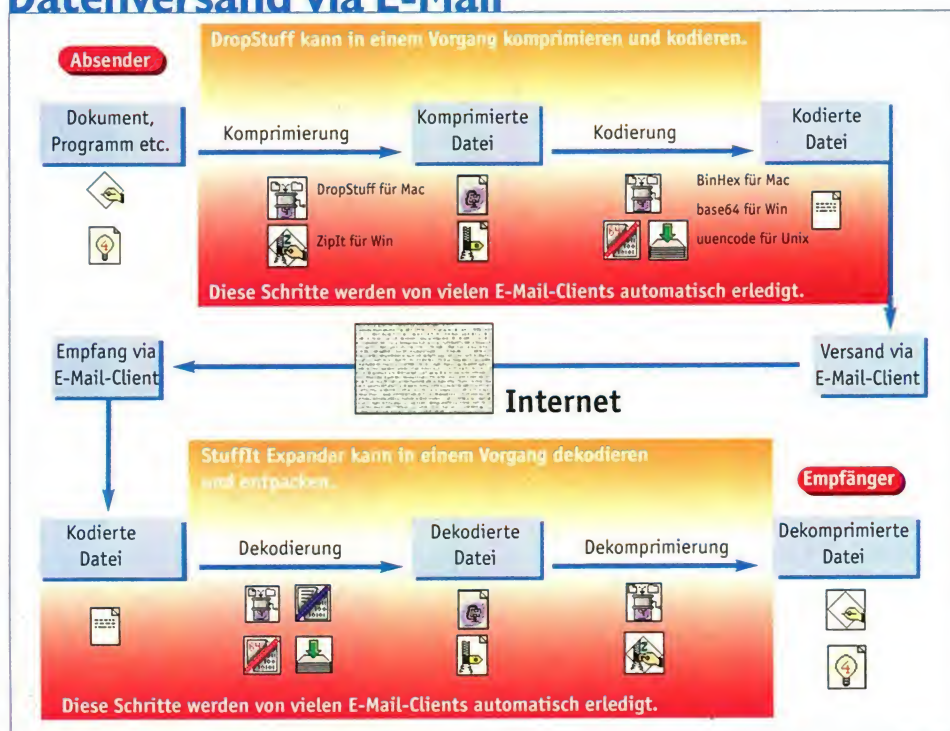 Datenversand via E-Mail
DropStuff kann in einem Vorgang komprimieren und kodieren.
Absender
Dokument,
Programm etc.
Komprimierung
Komprimierte
Datei
Kodierung
Kodierte
Datei
DropStuff für Mac
ZipIt für Win
BinHex für Mac
base64 für Win
uuencode für Unix
Diese Schritte werden von vielen E-Mail-Clients automatisch erledigt.
Empfang via
E-Mail-Client
Internet
Versand via
E-Mail-Client
StuffIt Expander kann in einem Vorgang dekodieren
und entpacken.
Empfänger
Kodierte
Datei
Dekodierung
Dekodierte
Datei
Dekomprimierung
Dekomprimierte
Datei
Diese Schritte werden von vielen E-Mail-Clients automatisch erledigt.